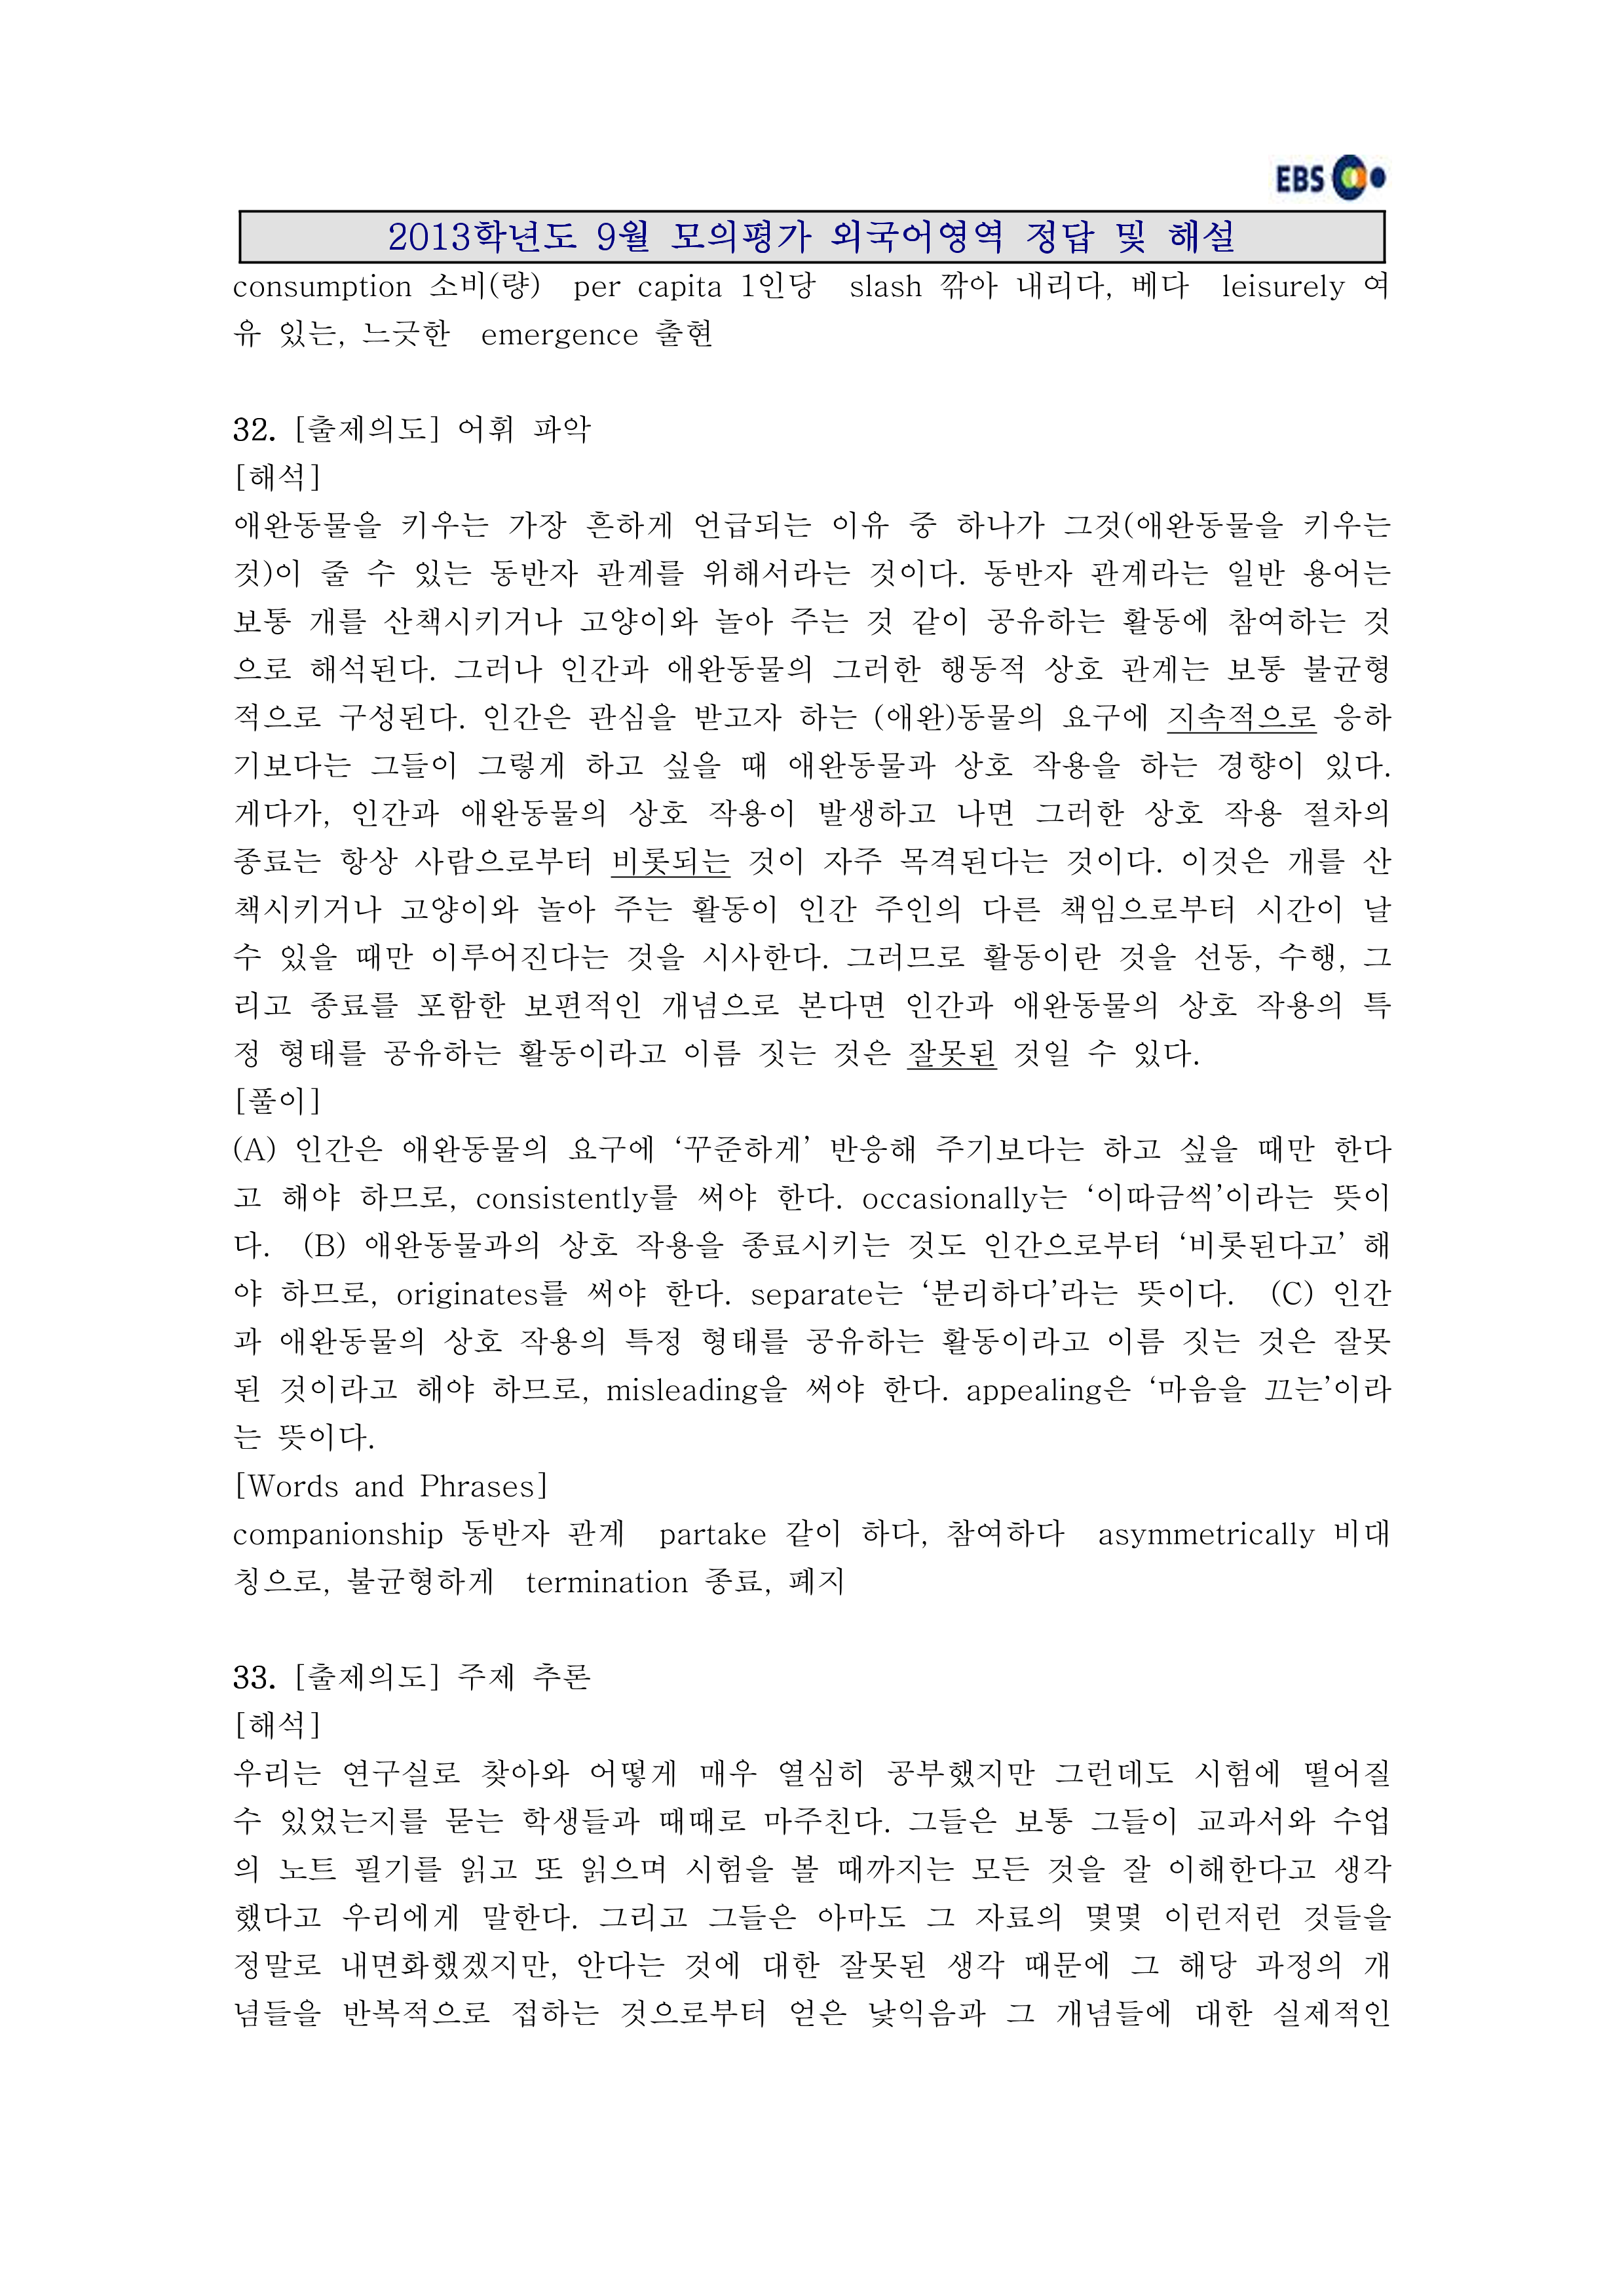 EBS
2013학년도 9월 모의평가 외국어영역 정답 및 해설
consumption 소비(량) per capita 1인당 slash 깎아 내리다, 베다 leisurely 여
유 있는, 느긋한 emergence 출현
32. [출제의도] 어휘 파악
[해석]
애완동물을 키우는 가장 흔하게 언급되는 이유 중 하나가 그것(애완동물을 키우는
것)이 줄 수 있는 동반자 관계를 위해서라는 것이다. 동반자 관계라는 일반 용어는
보통 개를 산책시키거나 고양이와 놀아 주는 것 같이 공유하는 활동에 참여하는 것
으로 해석된다. 그러나 인간과 애완동물의 그러한 행동적 상호 관계는 보통 불균형
적으로 구성된다. 인간은 관심을 받고자 하는 (애완)동물의 요구에 지속적으로 응하
기보다는 그들이 그렇게 하고 싶을 때 애완동물과 상호 작용을 하는 경향이 있다.
게다가, 인간과 애완동물의 상호 작용이 발생하고 나면 그러한 상호 작용 절차의
종료는 항상 사람으로부터 비롯되는 것이 자주 목격된다는 것이다. 이것은 개를 산
책시키거나 고양이와 놀아 주는 활동이 인간 주인의 다른 책임으로부터 시간이 날
수 있을 때만 이루어진다는 것을 시사한다. 그러므로 활동이란 것을 선동, 수행, 그
리고 종료를 포함한 보편적인 개념으로 본다면 인간과 애완동물의 상호 작용의 특
정 형태를 공유하는 활동이라고 이름 짓는 것은 잘못된 것일 수 있다.
[풀이]
(A) 인간은 애완동물의 요구에 ‘꾸준하게’ 반응해 주기보다는 하고 싶을 때만 한다
고 해야 하므로, consistently를 써야 한다. occasionally는 ‘이따금씩’이라는 뜻이
다. (B) 애완동물과의 상호 작용을 종료시키는 것도 인간으로부터 ‘비롯된다고’ 해
야 하므로, originates를 써야 한다. separate는 ‘분리하다’라는 뜻이다. (C) 인간
과 애완동물의 상호 작용의 특정 형태를 공유하는 활동이라고 이름 짓는 것은 잘못
된 것이라고 해야 하므로, misleading을 써야 한다. appealing은 ‘마음을 끄는’이라
는 뜻이다.
[Words and Phrases]
companionship 동반자 관계 partake 같이 하다, 참여하다 asymmetrically 비대
칭으로, 불균형하게 termination 종료, 폐지
33. [출제의도] 주제 추론
[해석]
우리는 연구실로 찾아와 어떻게 매우 열심히 공부했지만 그런데도 시험에 떨어질
수 있었는지를 묻는 학생들과 때때로 마주친다. 그들은 보통 그들이 교과서와 수업
의 노트 필기를 읽고 또 읽으며 시험을 볼 때까지는 모든 것을 잘 이해한다고 생각
했다고 우리에게 말한다. 그리고 그들은 아마도 그 자료의 몇몇 이런저런 것들을
정말로 내면화했겠지만, 안다는 것에 대한 잘못된 생각 때문에 그 해당 과정의 개
념들을 반복적으로 접하는 것으로부터 얻은 낯익음과 그 개념들에 대한 실제적인